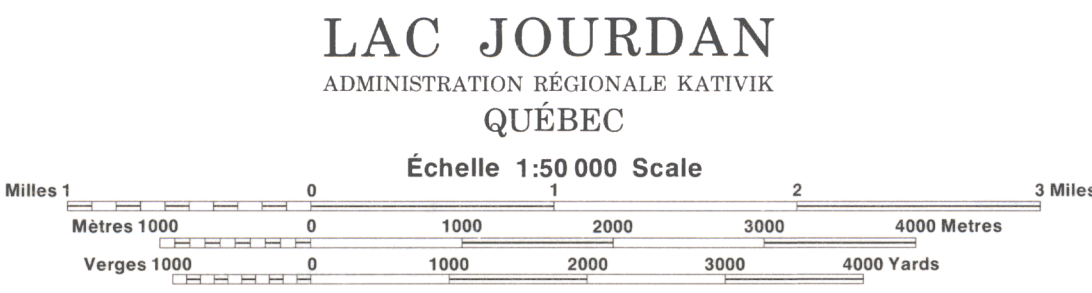 LAC JOURDAN
ADMINISTRATION RÉGIONALE KATIVIK
QUÉBEC
Échelle 1:50 000 Scale
Milles 1 0 1 2 3 Miles
Mètres 1000 0 1000 2000 3000 4000 Metres
Verges 1000 0 1000 2000 3000 4000 Yards